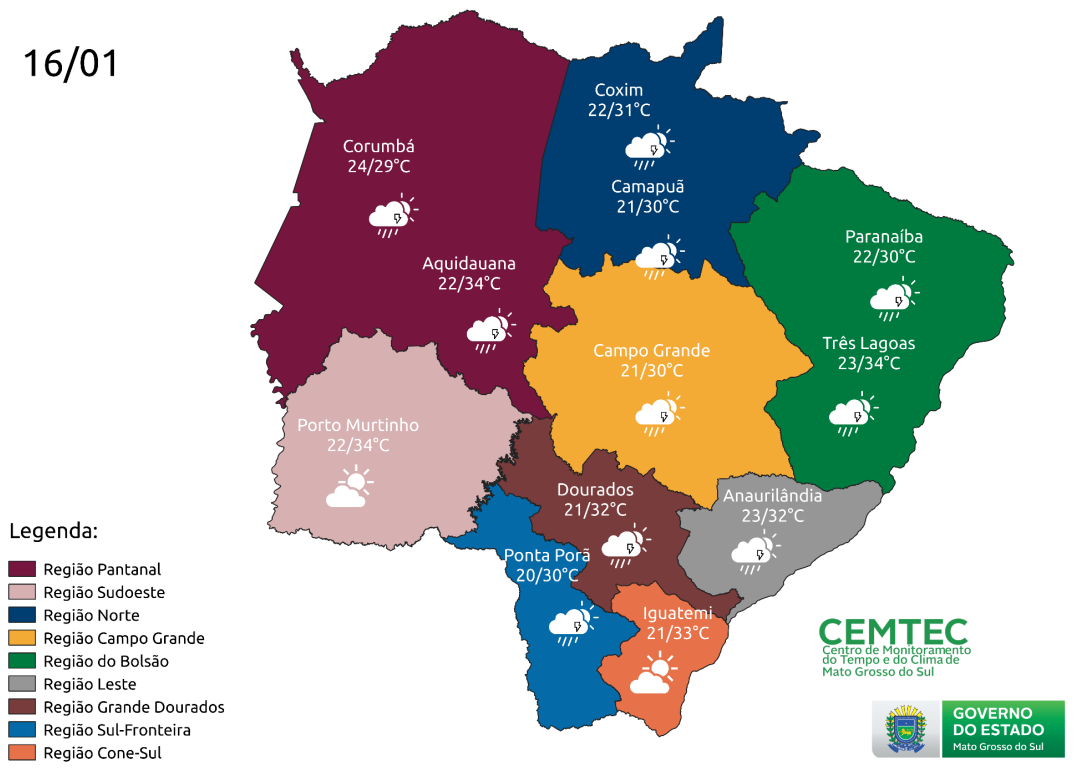 16/01
Coxim
22/31°C
Corumbá
24/29°C
Camapuã
21/30°C
Paranaíba
22/30°C
Aquidauana
22/34°C
Três Lagoas
23/34°C
Campo Grande
21/30°C
Porto Murtinho
22/34°C
Dourados
21/32°C
Anaurilândia
23/32°C
Ponta Porã
20/30°C
Iguatemi
21/33°C
Legenda:
Região Pantanal
Região Sudoeste
Região Norte
Região Campo Grande
Região do Bolsão
Região Leste
Região Grande Dourados
Região Sul-Fronteira
Região Cone-Sul
CEMTEC
Centro de Monitoramento
do Tempo e do Clima de
Mato Grosso do Sul
GOVERNO
DO ESTADO
Mato Grosso do Sul